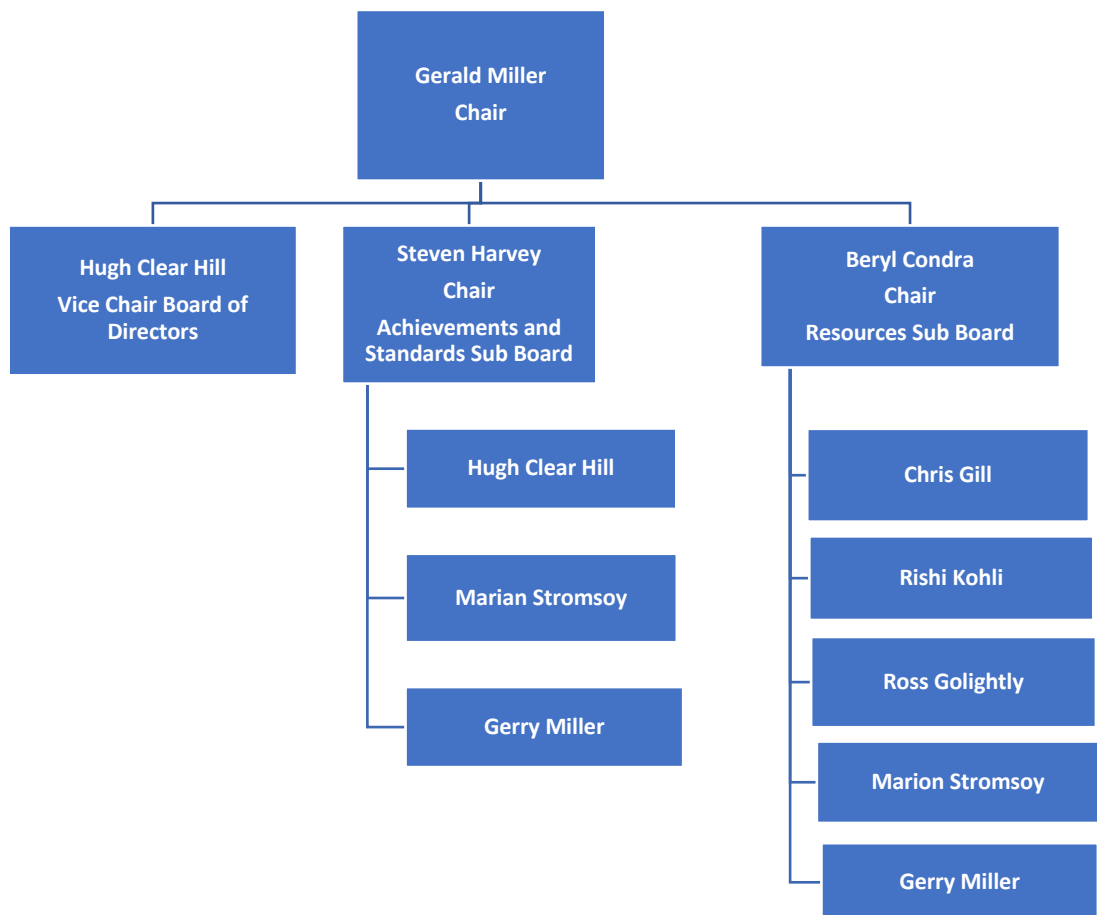 Gerald Miller
Chair
Hugh Clear Hill
Vice Chair Board of
Directors
Steven Harvey
Chair
Achievements and
Standards Sub Board
Beryl Condra
Chair
Resources Sub Board
Hugh Clear Hill
Marian Stromsoy
Gerry Miller
Chris Gill
Rishi Kohli
Ross Golightly
Marion Stromsoy
Gerry Miller